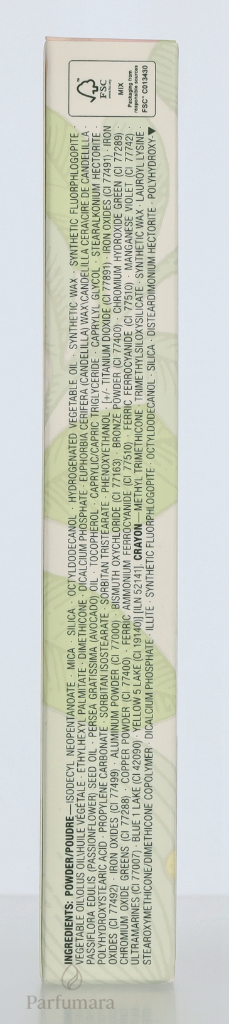 INGREDIENTS: POWDER/POUDRE—ISODECYL NEOPENTANOATE · MICA · SILICA · OCTYLDODECANOL · HYDROGENATED VEGETABLE OIL · SYNTHETIC WAX · SYNTHETIC FLUORPHLOGOPITE ·
VEGETABLE OIL\OLUS OIL\HUILE VEGETALE · ETHYLHEXYL PALMITATE · DIMETHICONE · DICALCIUM PHOSPHATE · EUPHORBIA CERIFERA (CANDELILLA) WAX\CANDELILLA CERA\CIRE DE CANDELILLA ·
PASSIFLORA EDULIS (PASSIONFLOWER) SEED OIL · PERSEA GRATISSIMA (AVOCADO) OIL · TOCOPHEROL · CAPRYLIC/CAPRIC TRIGLYCERIDE · CAPRYLYL GLYCOL · STEARALKONIUM HECTORITE ·
POLYHYDROXYSTEARIC ACID · PROPYLENE CARBONATE · SORBITAN ISOSTEARATE · SORBITAN TRISTEARATE · PHENOXYETHANOL · [+/- TITANIUM DIOXIDE (CI 77891) · IRON OXIDES (CI 77491) · IRON
OXIDES (CI 77492) · IRON OXIDES (CI 77499) · ALUMINUM POWDER (CI 77000) · BISMUTH OXYCHLORIDE (CI 77163) · BRONZE POWDER (CI 77400) · CHROMIUM HYDROXIDE GREEN (CI 77289) ·
CHROMIUM OXIDE GREENS (CI 77288) · COPPER POWDER (CI 77400) · FERRIC AMMONIUM FERROCYANIDE (CI 77510) · FERRIC FERROCYANIDE (CI 77510) · MANGANESE VIOLET (CI 77742) ·
ULTRAMARINES (CI 77007) · BLUE 1 LAKE (CI 42090) · YELLOW 5 LAKE (CI 19140)] [ILN 52141]. CRAYON— METHYL TRIMETHICONE · TRIMETHYLSILOXYSILICATE · SYNTHETIC WAX · LAUROYL LYSINE ·
STEAROXYMETHICONE/DIMETHICONE COPOLYMER · DICALCIUM PHOSPHATE · ILLITE · SYNTHETIC FLUORPHLOGOPITE · OCTYLDODECANOL · SILICA · DISTEARDIMONIUM HECTORITE · POLYHYDROXY-▼
FSC
MIX
Packaging from
responsible sources
FSC™ C013430
Parfumara